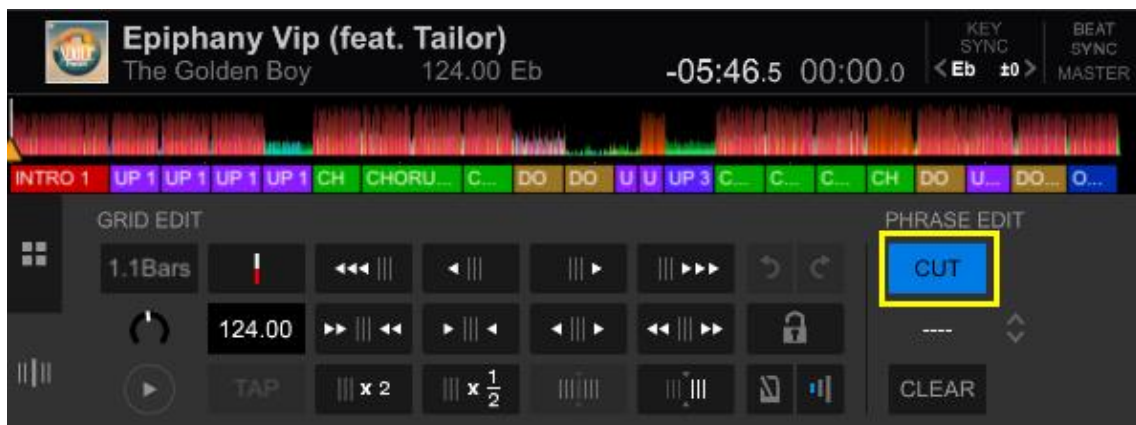 Epiphany Vip (feat. Tailor)
The Golden Boy 124.00 Eb
-05:46.5 00:00.0
KEY SYNC
< Eb ±0 >
BEAT SYNC
MASTER
INTRO 1 UP 1 UP 1 UP 1 UP 1 CH CHORU... C... DO DO U U UP 3 C... C... C... CH DO U... DO... O...
GRID EDIT
PHRASE EDIT
1.1Bars
CUT
124.00
----
TAP
x 2
x 1/2
CLEAR